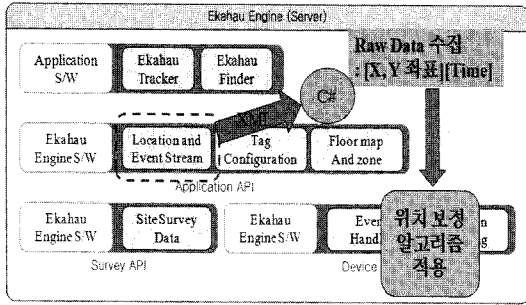 Ekahau Engine (Server)
Application
S/W
Ekahau
Tracker
Ekahau
Finder
Raw Data 수집
: [X,Y 좌표][Time]
C#
XML
Ekahau
Engine S/W
Location and
Event Stream
Tag
Configuration
Floor map
And zone
Application API
Ekahau
Engine S/W
Site Survey
Data
Survey API
Ekahau
Engine S/W
Device
위치 보정
알고리즘
적용